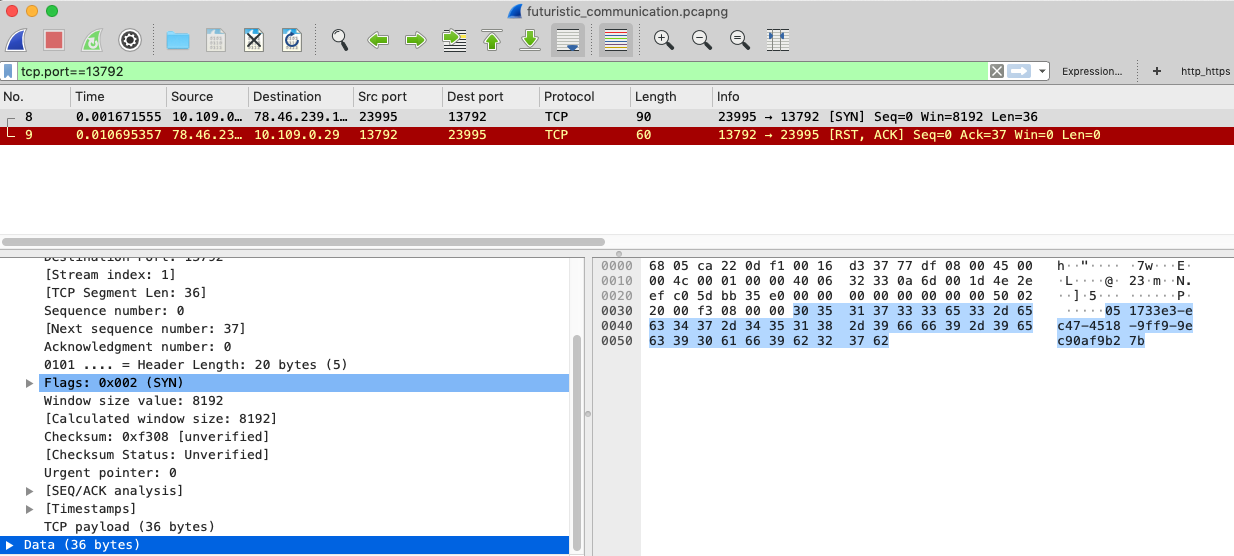 futuristic_communication.pcapng
tcp.port==13792 Expression… + http_https
No. Time Source Destination Src port Dest port Protocol Length Info
8 0.001671555 10.109.0… 78.46.239.1… 23995 13792 TCP 90 23995 → 13792 [SYN] Seq=0 Win=8192 Len=36
9 0.010695357 78.46.23… 10.109.0.29 13792 23995 TCP 60 13792 → 23995 [RST, ACK] Seq=0 Ack=37 Win=0 Len=0
Destination Port: 13792
[Stream index: 1]
[TCP Segment Len: 36]
Sequence number: 0
[Next sequence number: 37]
Acknowledgment number: 0
0101 .... = Header Length: 20 bytes (5)
Flags: 0x002 (SYN)
Window size value: 8192
[Calculated window size: 8192]
Checksum: 0xf308 [unverified]
[Checksum Status: Unverified]
Urgent pointer: 0
[SEQ/ACK analysis]
[Timestamps]
TCP payload (36 bytes)
Data (36 bytes)
0000 68 05 ca 22 0d f1 00 16 d3 37 77 df 08 00 45 00 h··"···· ·7w···E·
0010 00 4c 00 01 00 00 40 06 32 33 0a 6d 00 1d 4e 2e ·L····@· 23·m··N.
0020 ef c0 5d bb 35 e0 00 00 00 00 00 00 00 00 50 02 ··]·5··· ······P·
0030 20 00 f3 08 00 00 30 35 31 37 33 33 65 33 2d 65 ·····05 1733e3-e
0040 63 34 37 2d 34 35 31 38 2d 39 66 66 39 2d 39 65 c47-4518 -9ff9-9e
0050 63 39 30 61 66 39 62 32 37 62 c90af9b2 7b